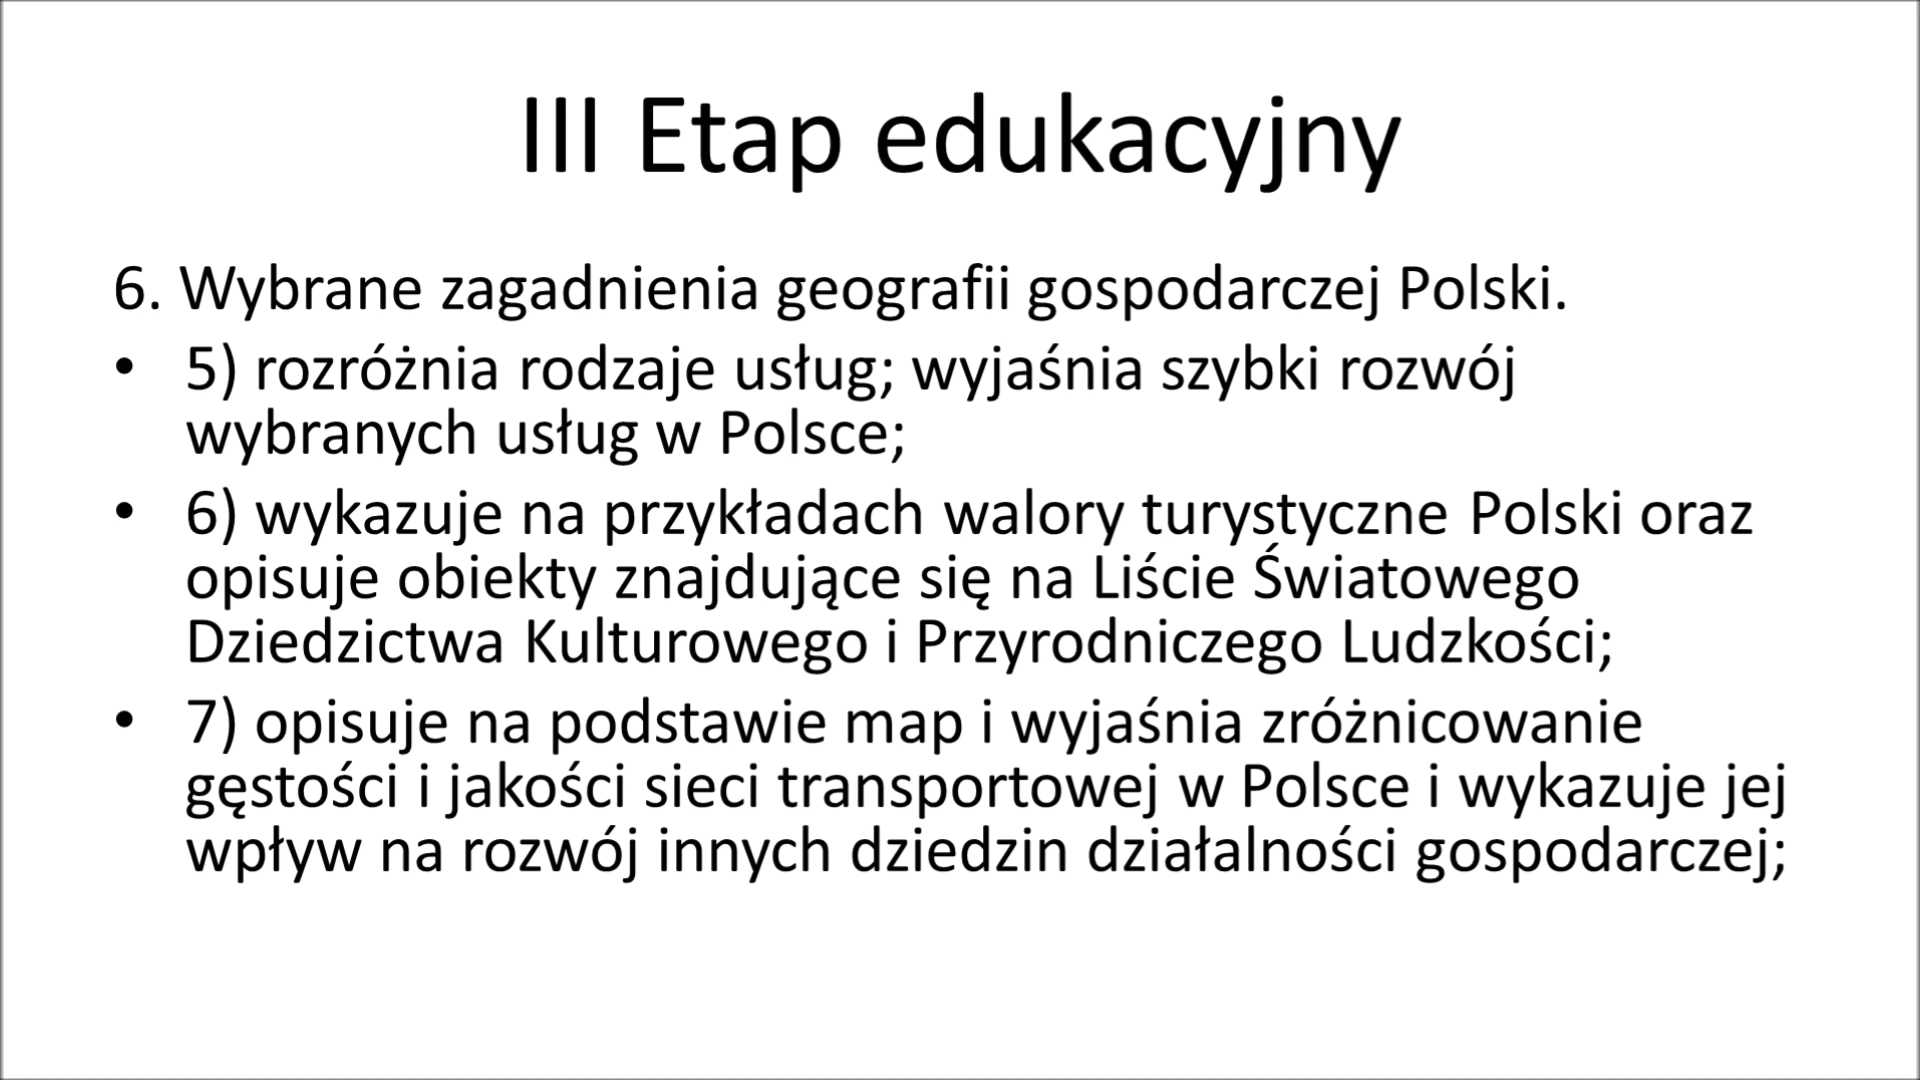 III Etap edukacyjny
6. Wybrane zagadnienia geografii gospodarczej Polski.
• 5) rozróżnia rodzaje usług; wyjaśnia szybki rozwój
wybranych usług w Polsce;
• 6) wykazuje na przykładach walory turystyczne Polski oraz
opisuje obiekty znajdujące się na Liście Światowego
Dziedzictwa Kulturowego i Przyrodniczego Ludzkości;
• 7) opisuje na podstawie map i wyjaśnia zróżnicowanie
gęstości i jakości sieci transportowej w Polsce i wykazuje jej
wpływ na rozwój innych dziedzin działalności gospodarczej;